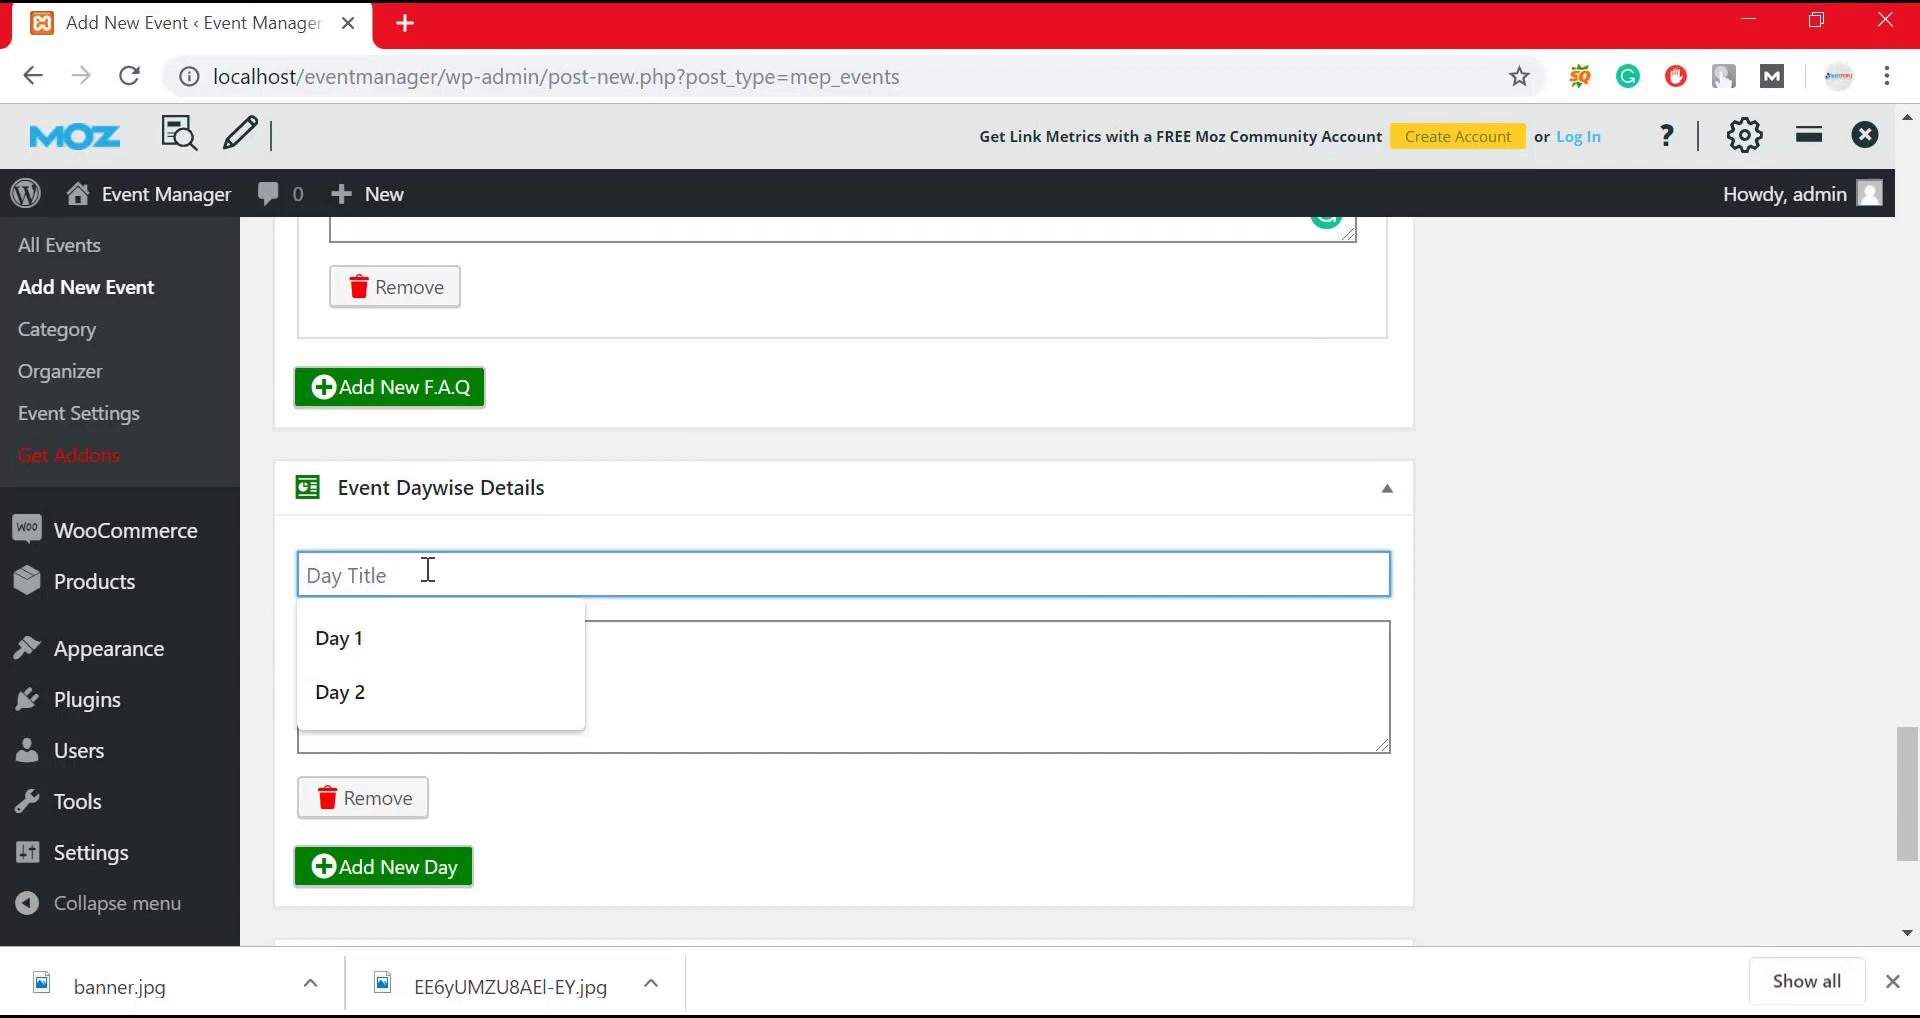 Add New Event ‹ Event Manager
localhost/eventmanager/wp-admin/post-new.php?post_type=mep_events
MOZ
Get Link Metrics with a FREE Moz Community Account
Create Account
or Log In
?
Event Manager
0
New
Howdy, admin
All Events
Add New Event
Category
Organizer
Event Settings
Get Addons
WooCommerce
Products
Appearance
Plugins
Users
Tools
Settings
Collapse menu
Remove
Add New F.A.Q
Event Daywise Details
Day Title
Day 1
Day 2
Remove
Add New Day
banner.jpg
EE6yUMZU8AEI-EY.jpg
Show all